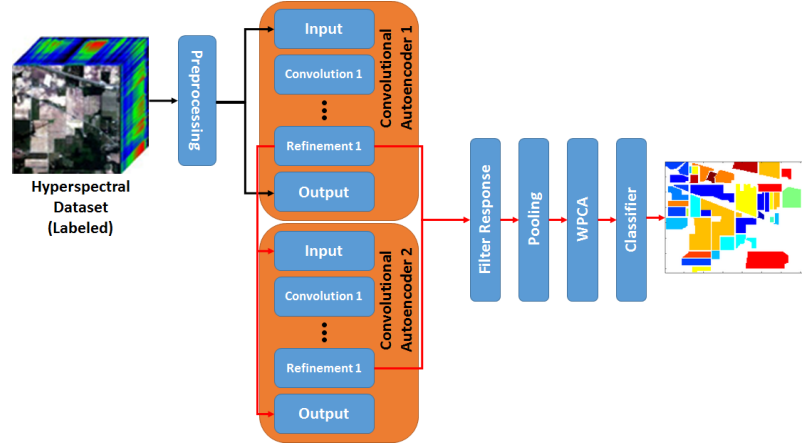 Hyperspectral
Dataset
(Labeled)
Preprocessing
Input
Convolution 1
...
Refinement 1
Output
Convolutional
Autoencoder 1
Input
Convolution 1
...
Refinement 1
Output
Convolutional
Autoencoder 2
Filter Response
Pooling
WPCA
Classifier